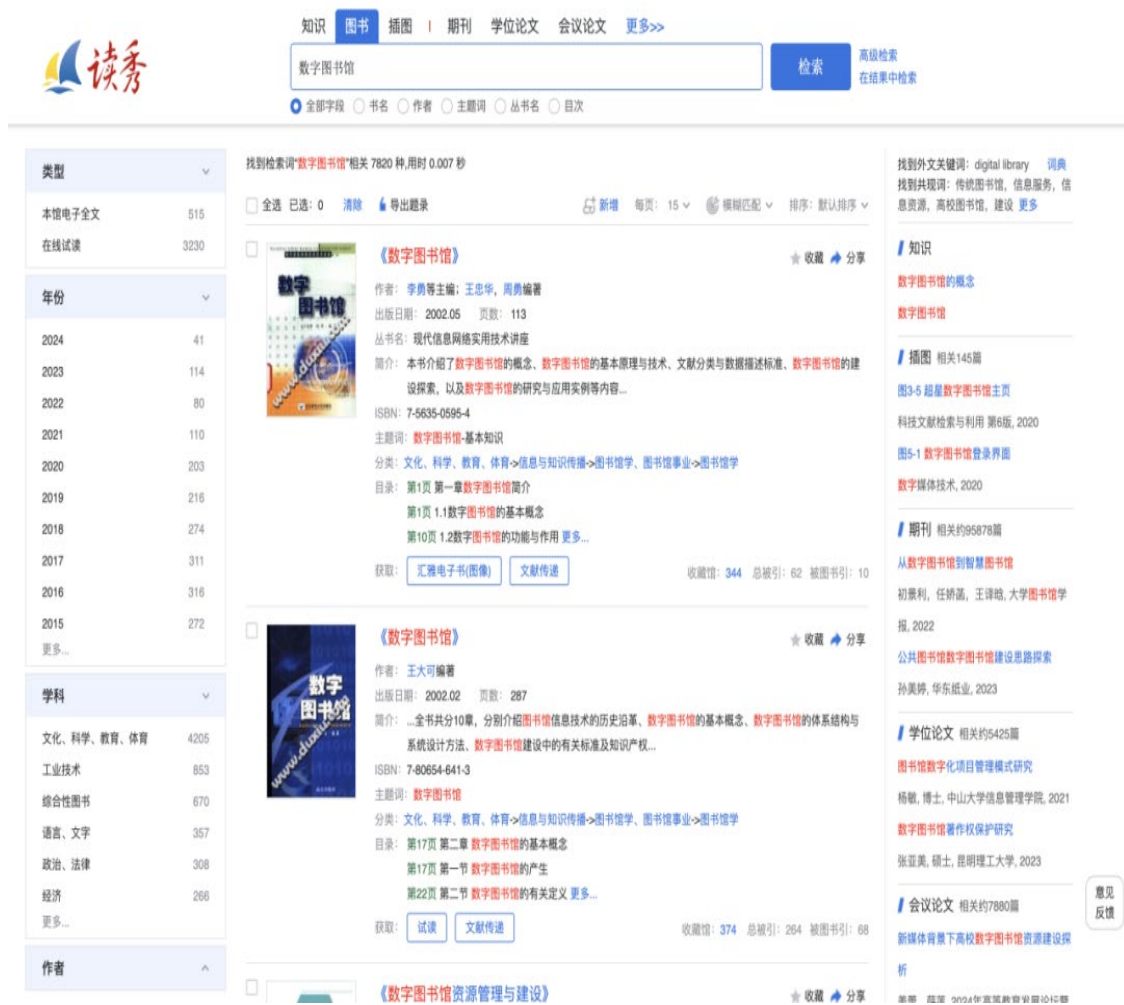 知识 图书 插图 | 期刊 学位论文 会议论文 更多>>
读秀
数字图书馆 检索
高级检索
在结果中检索
全部字段 书名 作者 主题词 丛书名 目次
类型
本馆电子全文 515
在线试读 3230
年份
2024 41
2023 114
2022 80
2021 110
2020 203
2019 216
2018 274
2017 311
2016 316
2015 272
更多...
学科
文化、科学、教育、体育 4205
工业技术 853
综合性图书 670
语言、文字 357
政治、法律 308
经济 266
更多...
作者
找到检索词"数字图书馆"相关 7820 种,用时 0.007 秒
全选 已选：0 清除 导出题录 新增 每页： 15 模糊匹配 排序：默认排序
数字
图书馆
www.duxiu.com
《数字图书馆》 收藏 分享
作者： 李勇等主编；王忠华，周勇编著
出版日期： 2002.05 页数： 113
丛书名：现代信息网络实用技术讲座
简介： 本书介绍了数字图书馆的概念、数字图书馆的基本原理与技术、文献分类与数据描述标准、数字图书馆的建
设探索，以及数字图书馆的研究与应用实例等内容...
ISBN：7-5635-0595-4
主题词：数字图书馆-基本知识
分类：文化、科学、教育、体育->信息与知识传播->图书馆学、图书馆事业->图书馆学
目录： 第1页 第一章数字图书馆简介
第1页 1.1数字图书馆的基本概念
第10页 1.2数字图书馆的功能与作用 更多...
获取： 汇雅电子书(图像) 文献传递 收藏馆：344 总被引：62 被图书引：10
数字
图书馆
www.duxiu.com
《数字图书馆》 收藏 分享
作者： 王大可编著
出版日期： 2002.02 页数： 287
简介： ...全书共分10章，分别介绍图书馆信息技术的历史沿革、数字图书馆的基本概念、数字图书馆的体系结构与
系统设计方法、数字图书馆建设中的有关标准及知识产权...
ISBN：7-80654-641-3
主题词：数字图书馆
分类：文化、科学、教育、体育->信息与知识传播->图书馆学、图书馆事业->图书馆学
目录： 第17页 第二章 数字图书馆的基本概念
第17页 第一节 数字图书馆的产生
第22页 第二节 数字图书馆的有关定义 更多...
获取： 试读 文献传递 收藏馆：374 总被引：264 被图书引：68
《数字图书馆资源管理与建设》 收藏 分享
找到外文关键词：digital library 词典
找到共现词：传统图书馆，信息服务，信
息资源，高校图书馆，建设 更多
知识
数字图书馆的概念
数字图书馆
插图 相关145篇
图3-5 超星数字图书馆主页
科技文献检索与利用 第6版, 2020
图5-1 数字图书馆登录界面
数字媒体技术, 2020
期刊 相关约95878篇
从数字图书馆到智慧图书馆
初景利，任娇菡，王译晗, 大学图书馆学
报, 2022
公共图书馆数字图书馆建设思路探索
孙美婷, 华东纸业, 2023
学位论文 相关约5425篇
图书馆数字化项目管理模式研究
杨敏, 博士, 中山大学信息管理学院, 2021
数字图书馆著作权保护研究
张亚美, 硕士, 昆明理工大学, 2023
会议论文 相关约7880篇
新媒体背景下高校数字图书馆资源建设探
析
意见
反馈